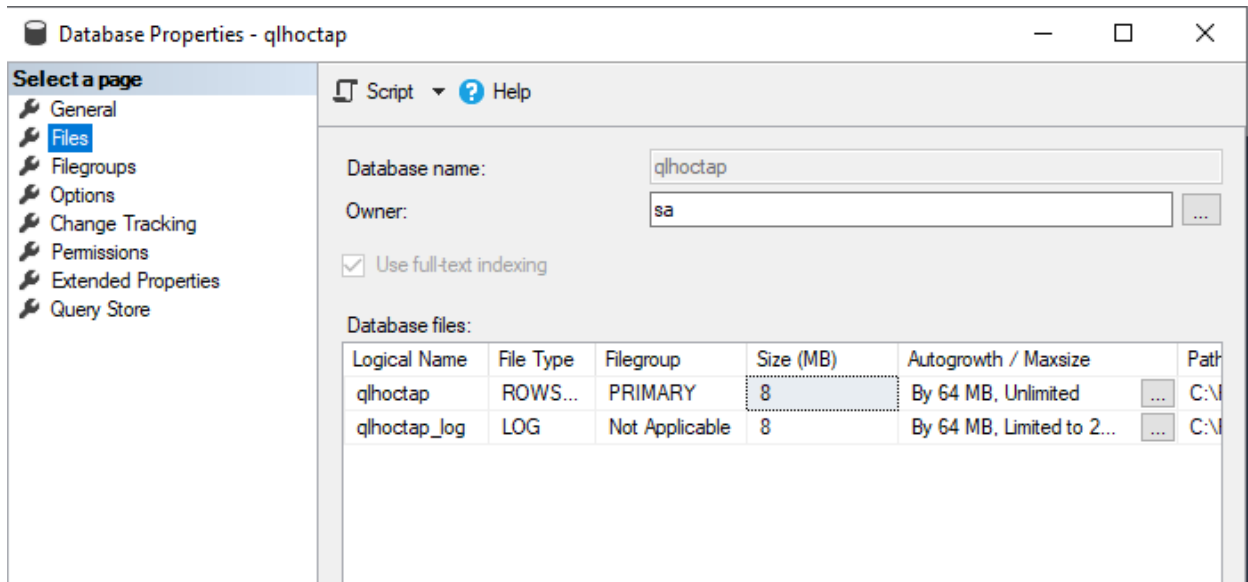 Database Properties - qlhoctap
Select a page
General
Files
Filegroups
Options
Change Tracking
Permissions
Extended Properties
Query Store
Script Help
Database name: qlhoctap
Owner: sa ...
Use full-text indexing
Database files:
Logical Name File Type Filegroup Size (MB) Autogrowth / Maxsize Path
qlhoctap ROWS... PRIMARY 8 By 64 MB, Unlimited ... C:\
qlhoctap_log LOG Not Applicable 8 By 64 MB, Limited to 2... ... C:\